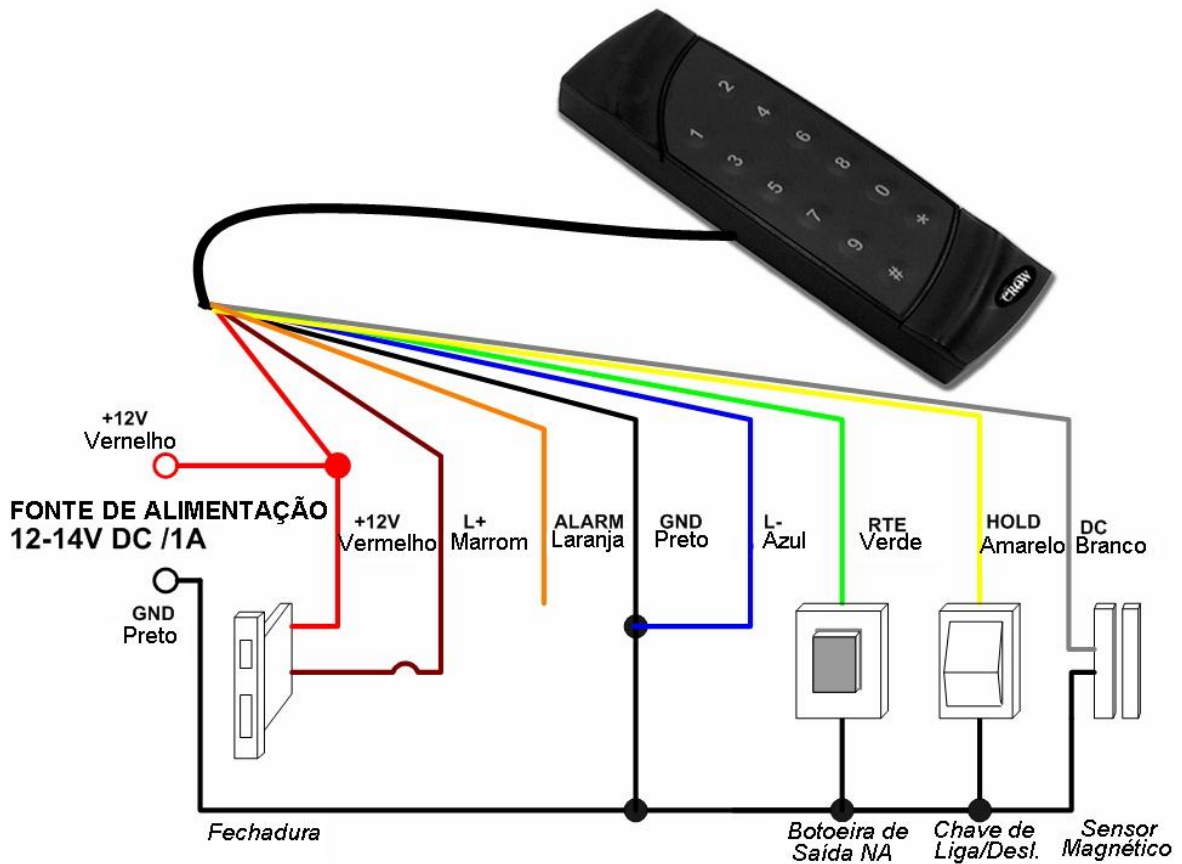 2
4
6
8
0
*
1
3
5
7
9
#
CROW
+12V
Vernelho
FONTE DE ALIMENTAÇÃO
12-14V DC /1A
GND
Preto
+12V
Vermelho
L+
Marrom
ALARM
Laranja
GND
Preto
L-
Azul
RTE
Verde
HOLD
Amarelo
DC
Branco
Fechadura
Botoeira de
Saída NA
Chave de
Liga/Desl.
Sensor
Magnético